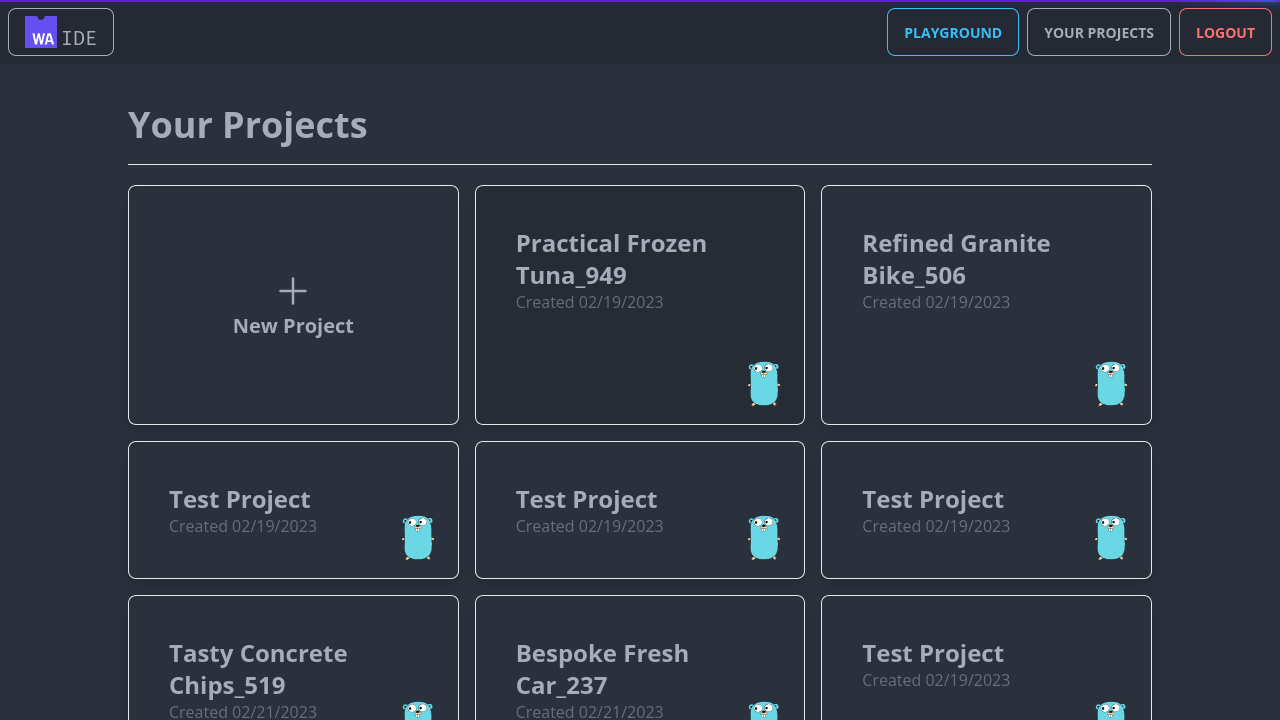 WA IDE
PLAYGROUND
YOUR PROJECTS
LOGOUT
Your Projects
New Project
Practical Frozen
Tuna_949
Created 02/19/2023
Refined Granite
Bike_506
Created 02/19/2023
Test Project
Created 02/19/2023
Test Project
Created 02/19/2023
Test Project
Created 02/19/2023
Tasty Concrete
Chips_519
Created 02/21/2023
Bespoke Fresh
Car_237
Created 02/21/2023
Test Project
Created 02/19/2023